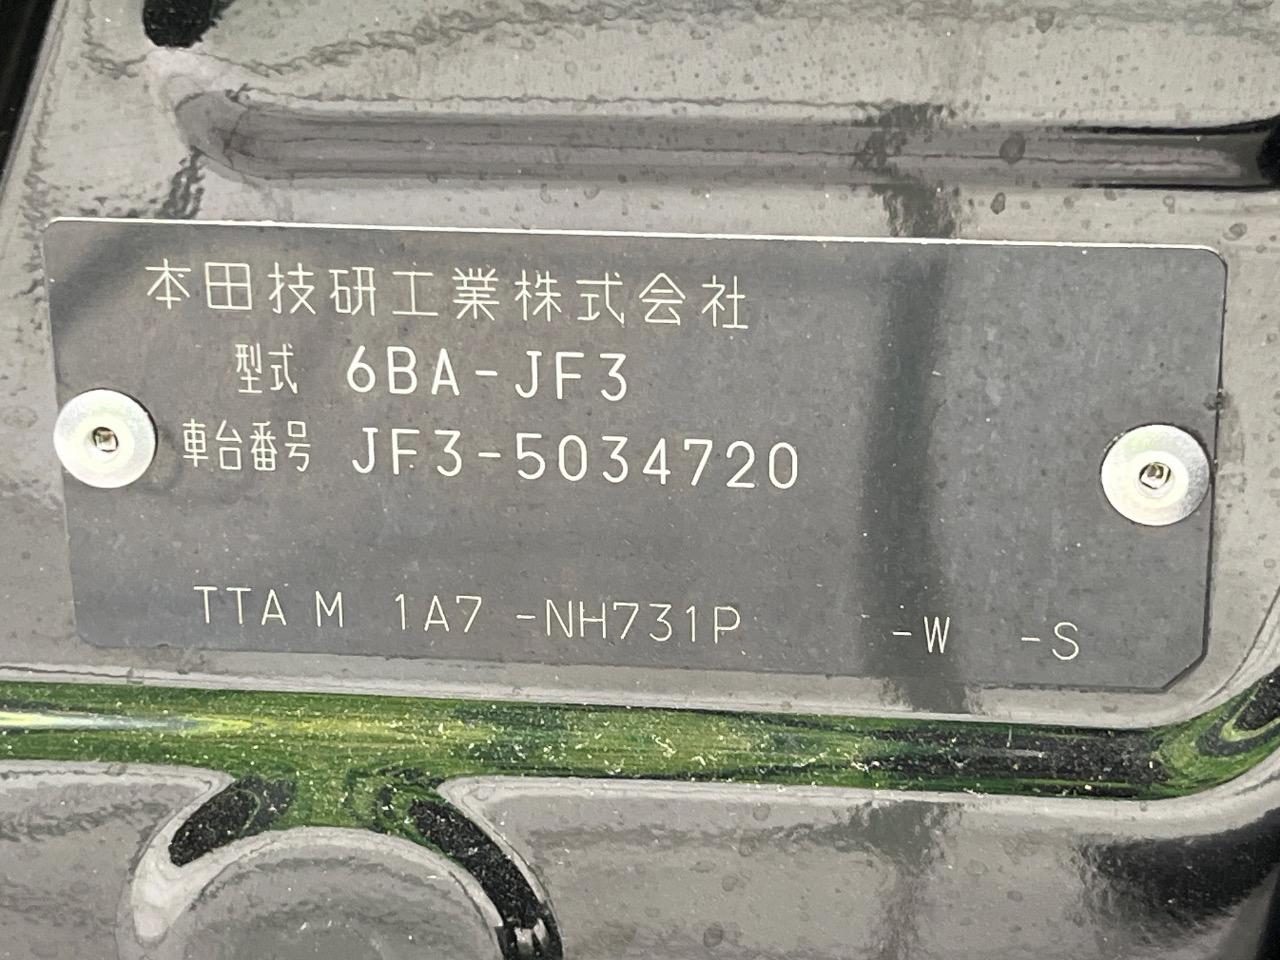 本田技研工業株式会社
型式 6BA-JF3
車台番号 JF3-5034720
TTA M 1A7 -NH731P -W -S